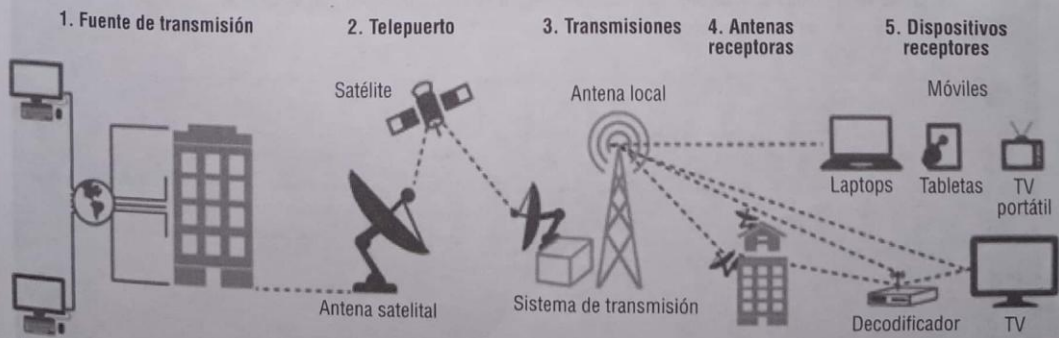 1. Fuente de transmisión
2. Telepuerto
3. Transmisiones
4. Antenas
receptoras
5. Dispositivos
receptores
Satélite
Antena local
Móviles
Laptops
Tabletas
TV
portátil
Antena satelital
Sistema de transmisión
Decodificador
TV